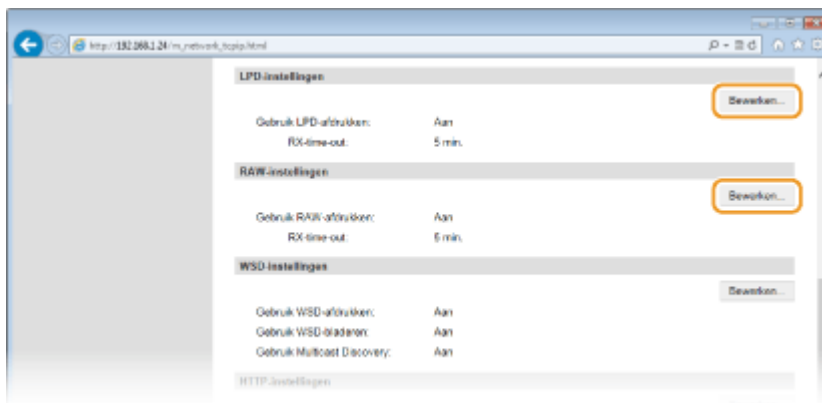 http://192.168.1.24/m_network_tcpip.html
LPD-instellingen
Bewerken...
Gebruik LPD-afdrukken: Aan
RX-time-out: 5 min.
RAW-instellingen
Bewerken...
Gebruik RAW-afdrukken: Aan
RX-time-out: 5 min.
WSD-instellingen
Bewerken...
Gebruik WSD-afdrukken: Aan
Gebruik WSD-bladeren: Aan
Gebruik Multicast Discovery: Aan
HTTP-instellingen